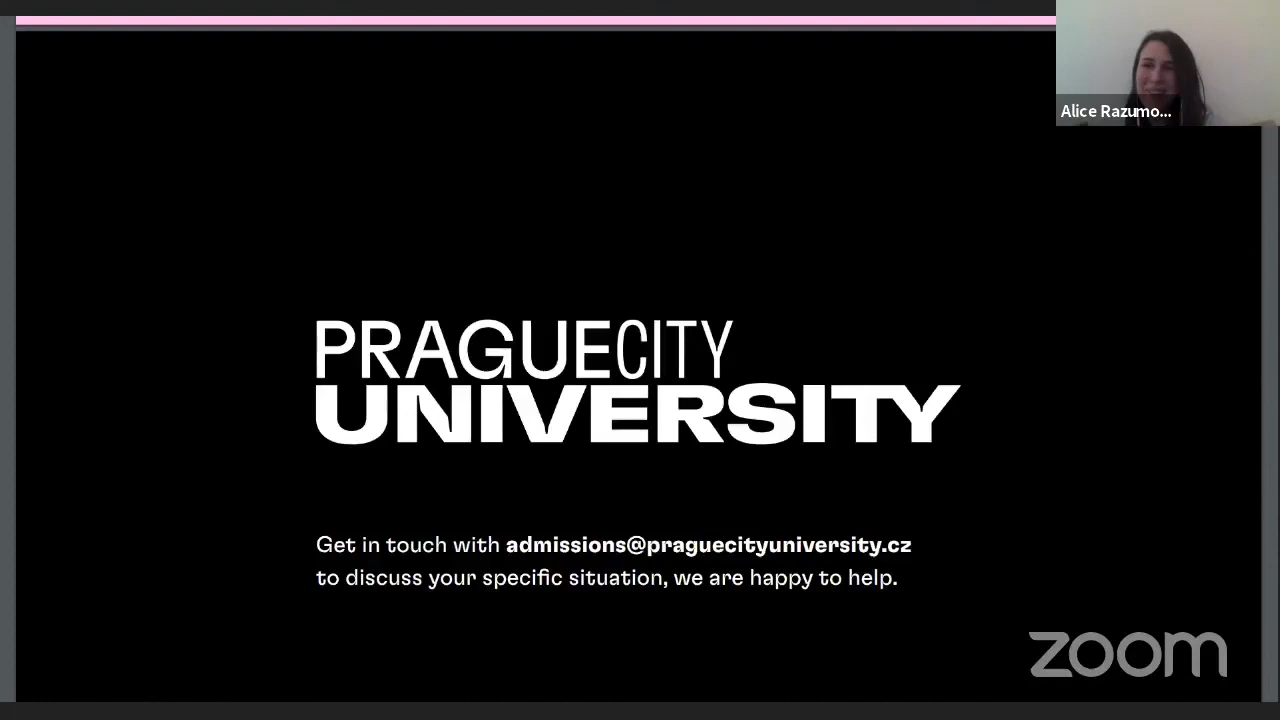 Alice Razumo...
PRAGUECITY
UNIVERSITY
Get in touch with admissions@praguecityuniversity.cz
to discuss your specific situation, we are happy to help.
zoom